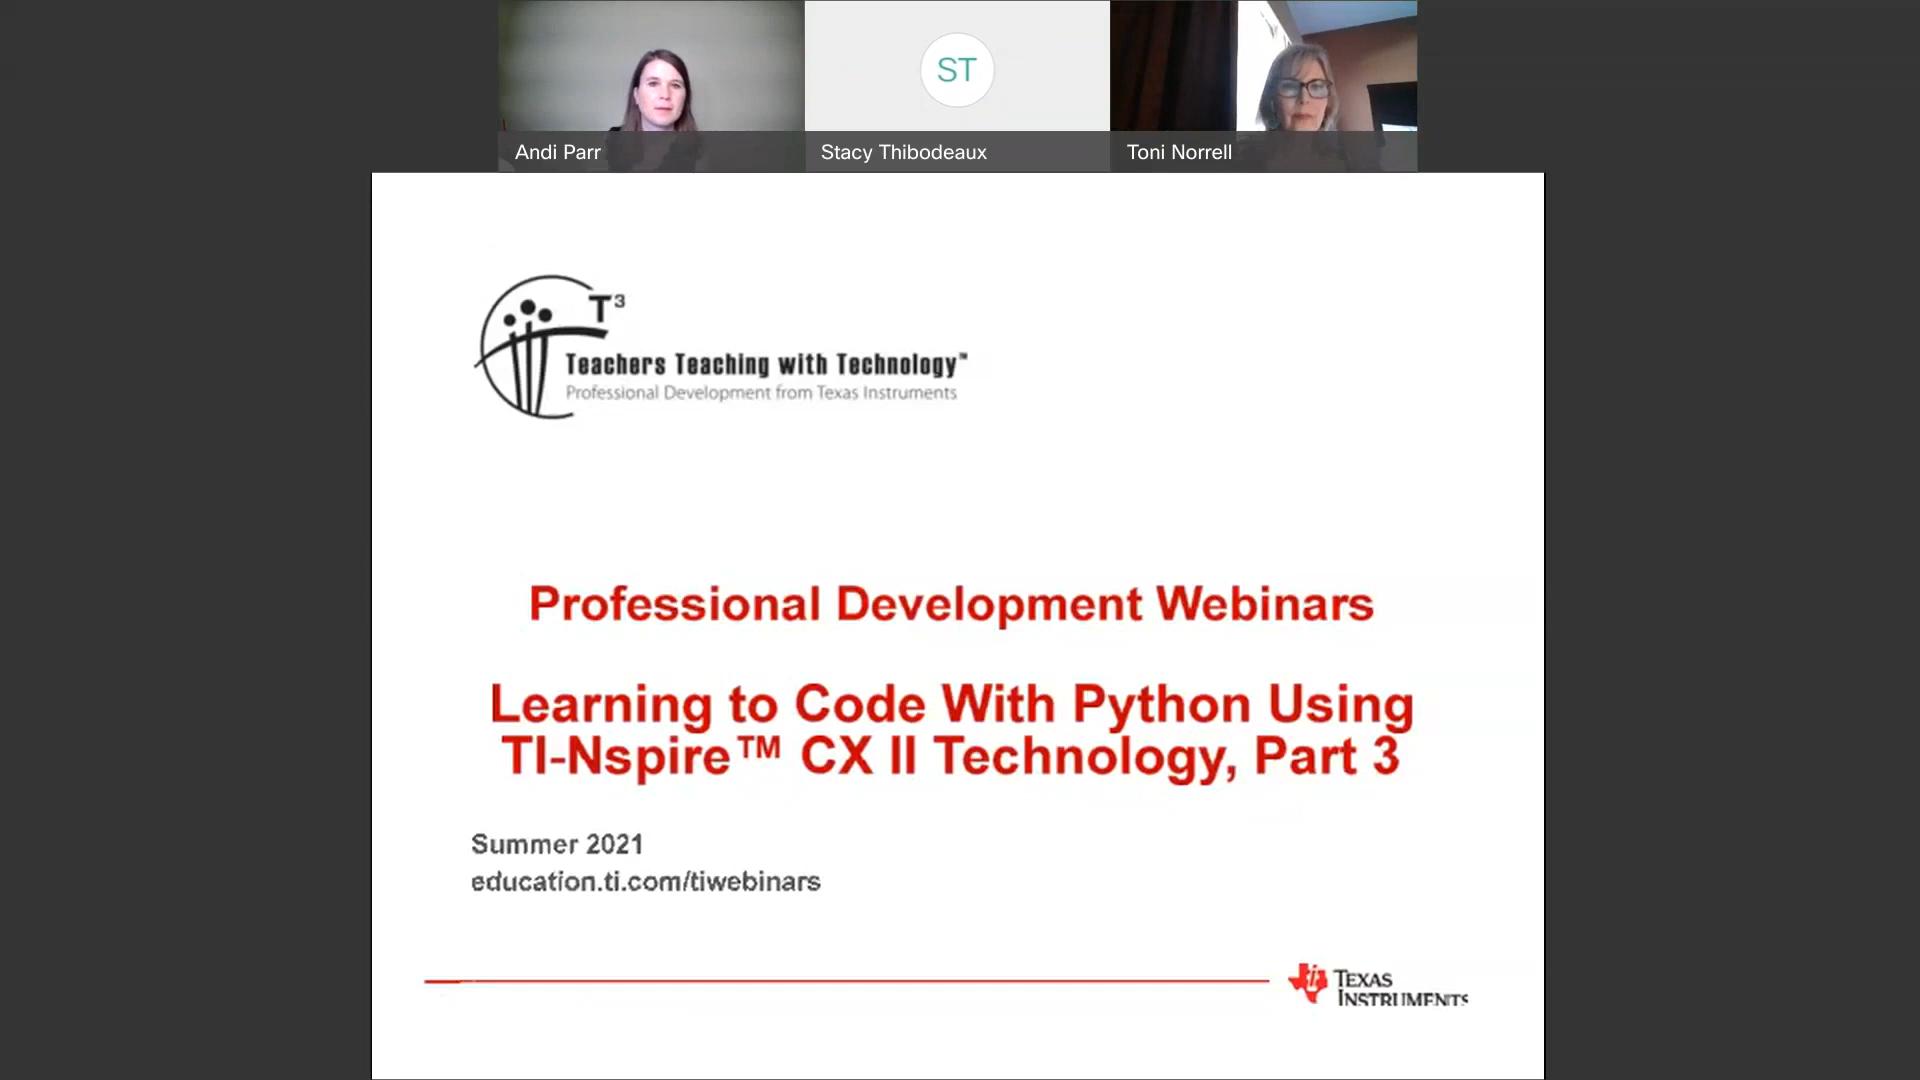 ST
Andi Parr
Stacy Thibodeaux
Toni Norrell
T³
Teachers Teaching with Technology™
Professional Development from Texas Instruments
Professional Development Webinars
Learning to Code With Python Using
TI-Nspire™ CX II Technology, Part 3
Summer 2021
education.ti.com/tiwebinars
TEXAS
INSTRUMENTS